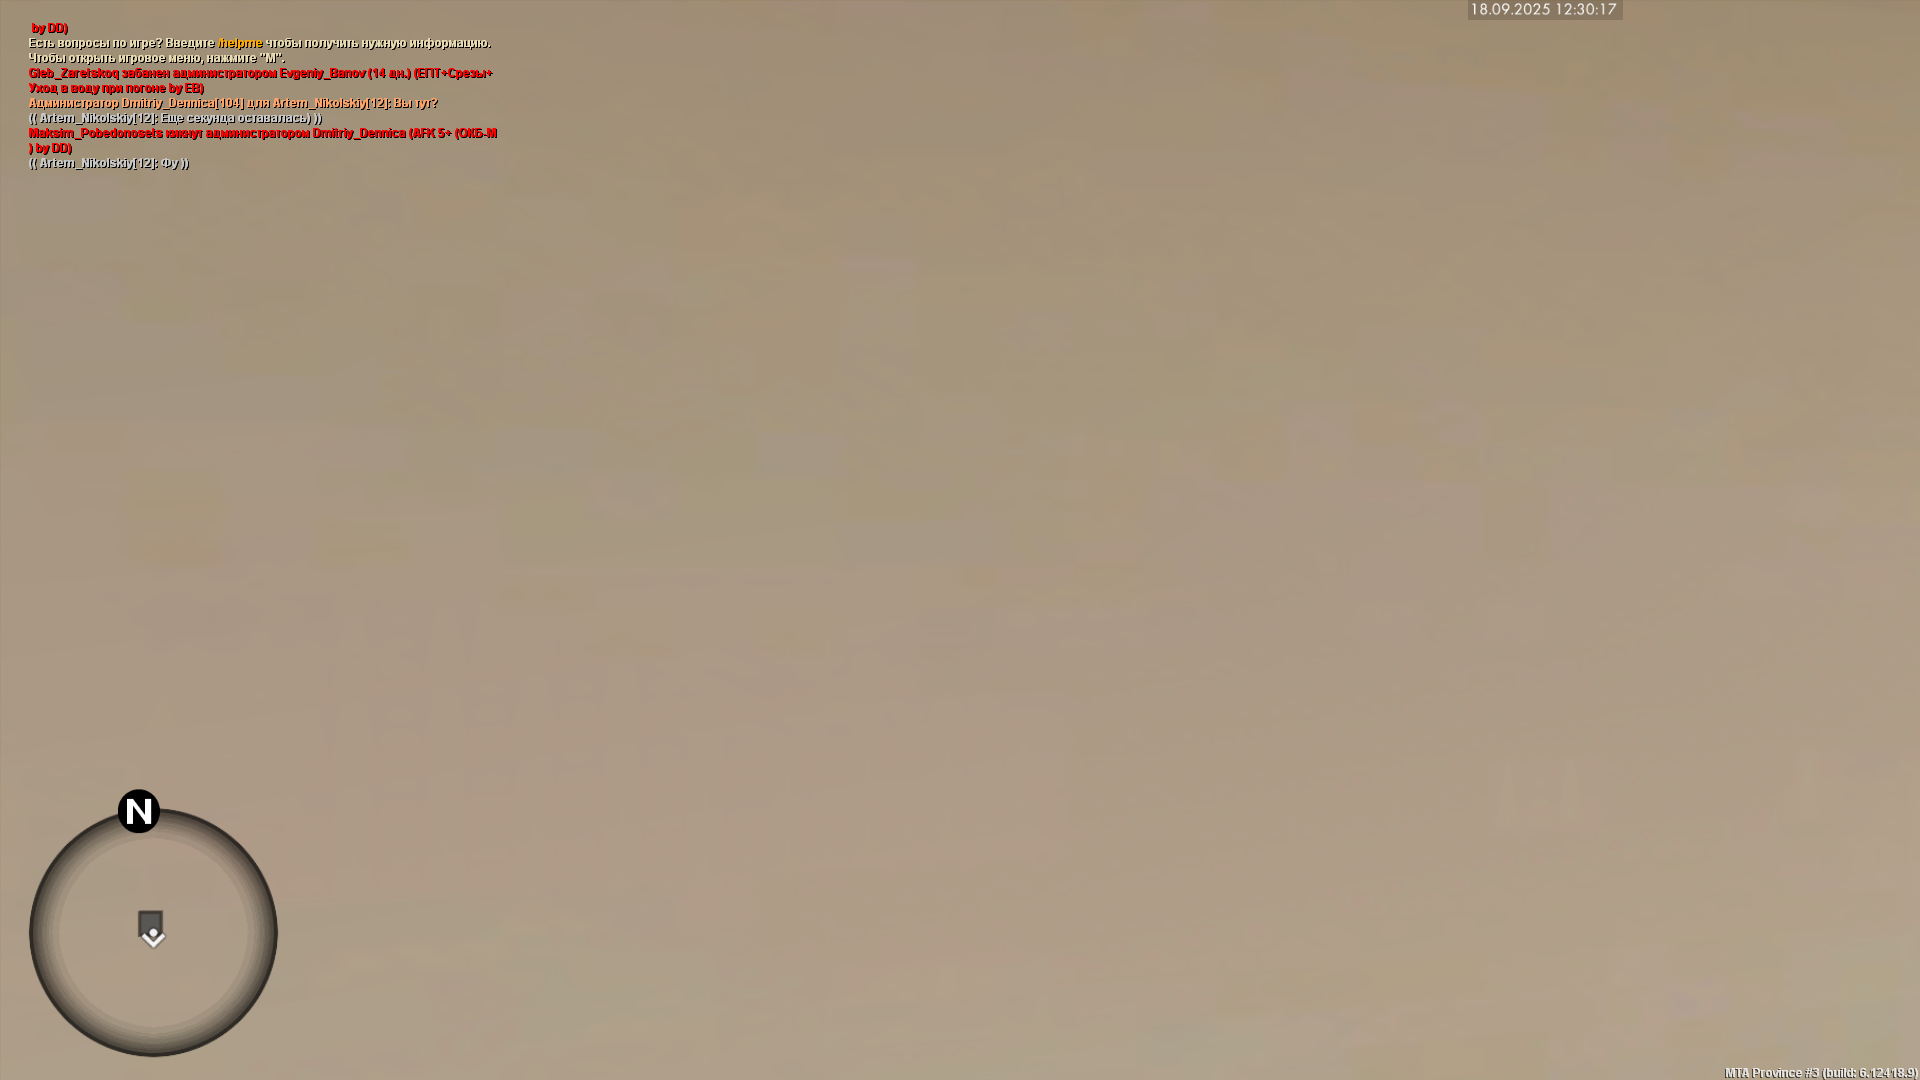 18.09.2025 12:30:17
by DD)
Есть вопросы по игре? Введите /helpme чтобы получить нужную информацию.
Чтобы открыть игровое меню, нажмите "M".
Gleb_Zaretskoq забанен администратором Evgeniy_Banov (14 дн.) (ЕПТ+Срезы+
Уход в воду при погоне by EB)
Администратор Dmitriy_Dennica[104] для Artem_Nikolskiy[12]: Вы тут?
(( Artem_Nikolskiy[12]: Еще секунда оставалась) ))
Maksim_Pobedonosets кикнут администратором Dmitriy_Dennica (AFK 5+ (ОКБ-М
) by DD)
(( Artem_Nikolskiy[12]: Фу ))
N
MTA Province #3 (build: 6.12418.9)